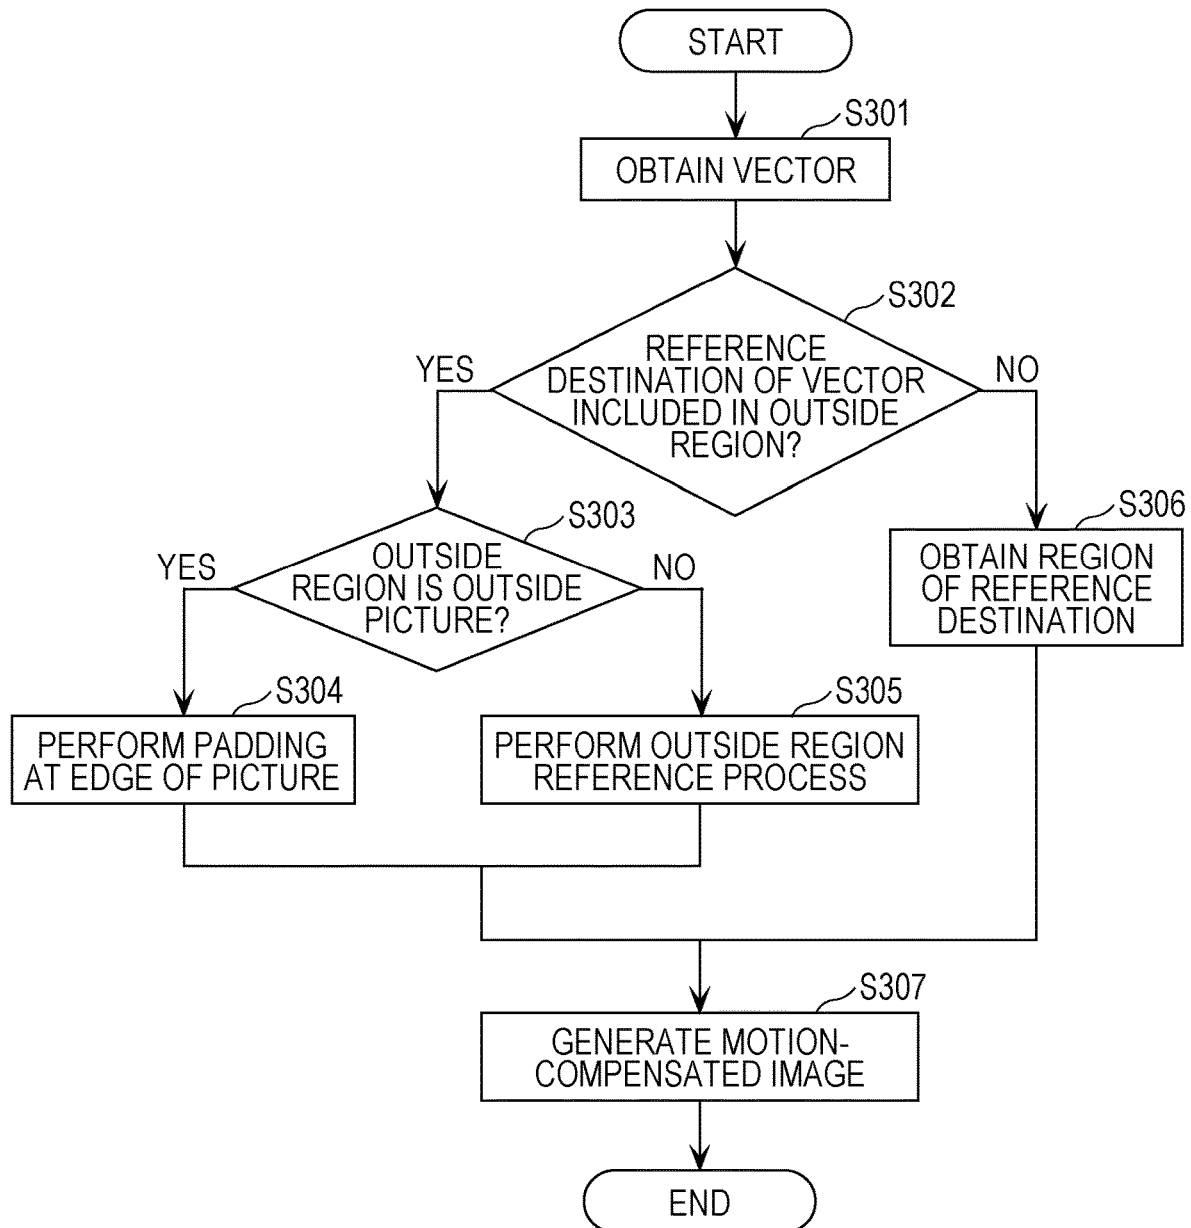 START
S301
OBTAIN VECTOR
S302
REFERENCE
DESTINATION OF VECTOR
INCLUDED IN OUTSIDE
REGION?
YES
NO
S303
OUTSIDE
REGION IS OUTSIDE
PICTURE?
YES
NO
S306
OBTAIN REGION
OF REFERENCE
DESTINATION
S304
PERFORM PADDING
AT EDGE OF PICTURE
S305
PERFORM OUTSIDE REGION
REFERENCE PROCESS
S307
GENERATE MOTION-
COMPENSATED IMAGE
END